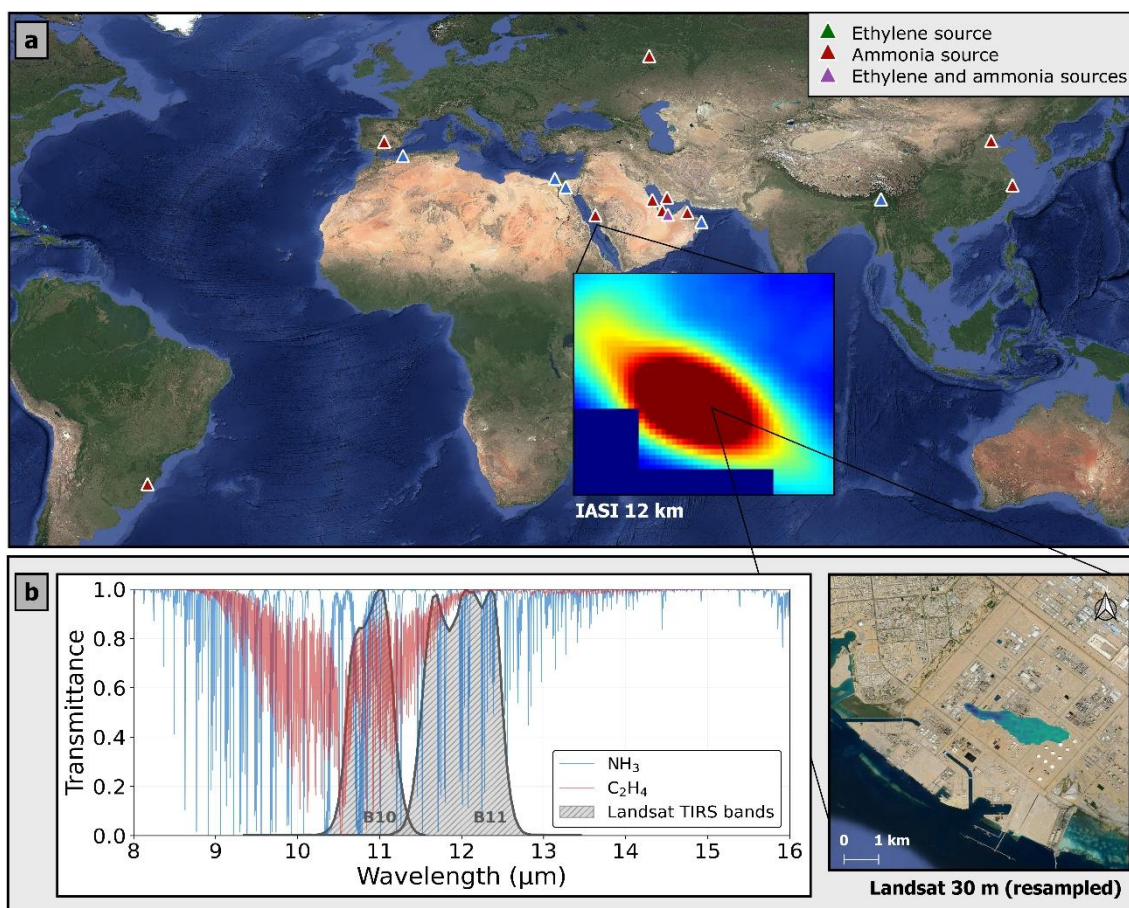 a
Ethylene source
Ammonia source
Ethylene and ammonia sources
IASI 12 km
b
1.0
0.8
0.6
0.4
0.2
0.0
Transmittance
8 9 10 11 12 13 14 15 16
Wavelength (μm)
B10 B11
NH₃
C₂H₄
Landsat TIRS bands
0 1 km
Landsat 30 m (resampled)